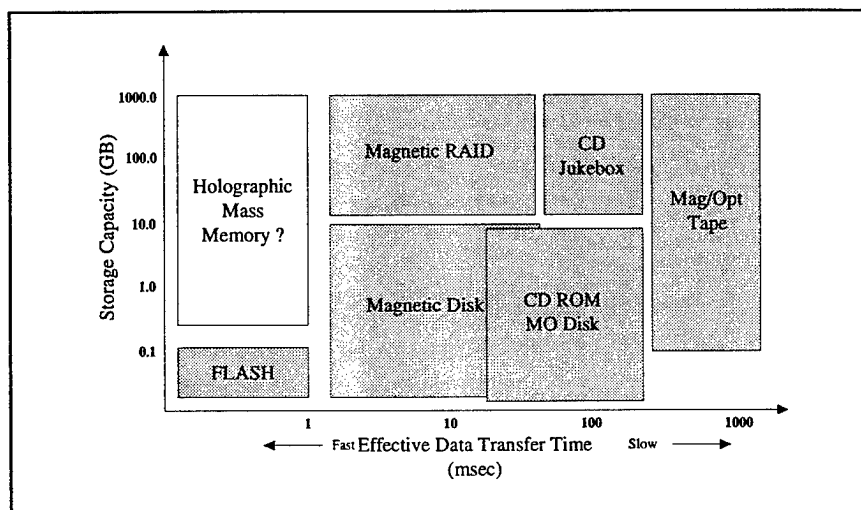 Storage Capacity (GB)
1000.0
100.0
10.0
1.0
0.1
Holographic
Mass
Memory ?
FLASH
Magnetic RAID
CD
Jukebox
Mag/Opt
Tape
Magnetic Disk
CD ROM
MO Disk
1 10 100 1000
Fast Effective Data Transfer Time Slow
(msec)